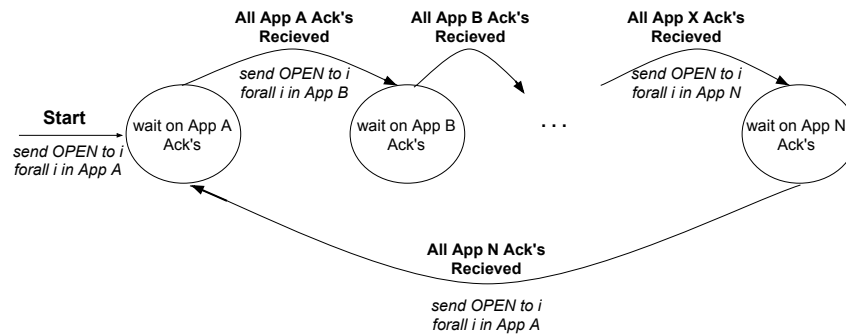 All App A Ack's
Recieved
All App B Ack's
Recieved
All App X Ack's
Recieved
send OPEN to i
forall i in App B
send OPEN to i
forall i in App N
Start
send OPEN to i
forall i in App A
wait on App A
Ack's
wait on App B
Ack's
. . .
wait on App N
Ack's
All App N Ack's
Recieved
send OPEN to i
forall i in App A